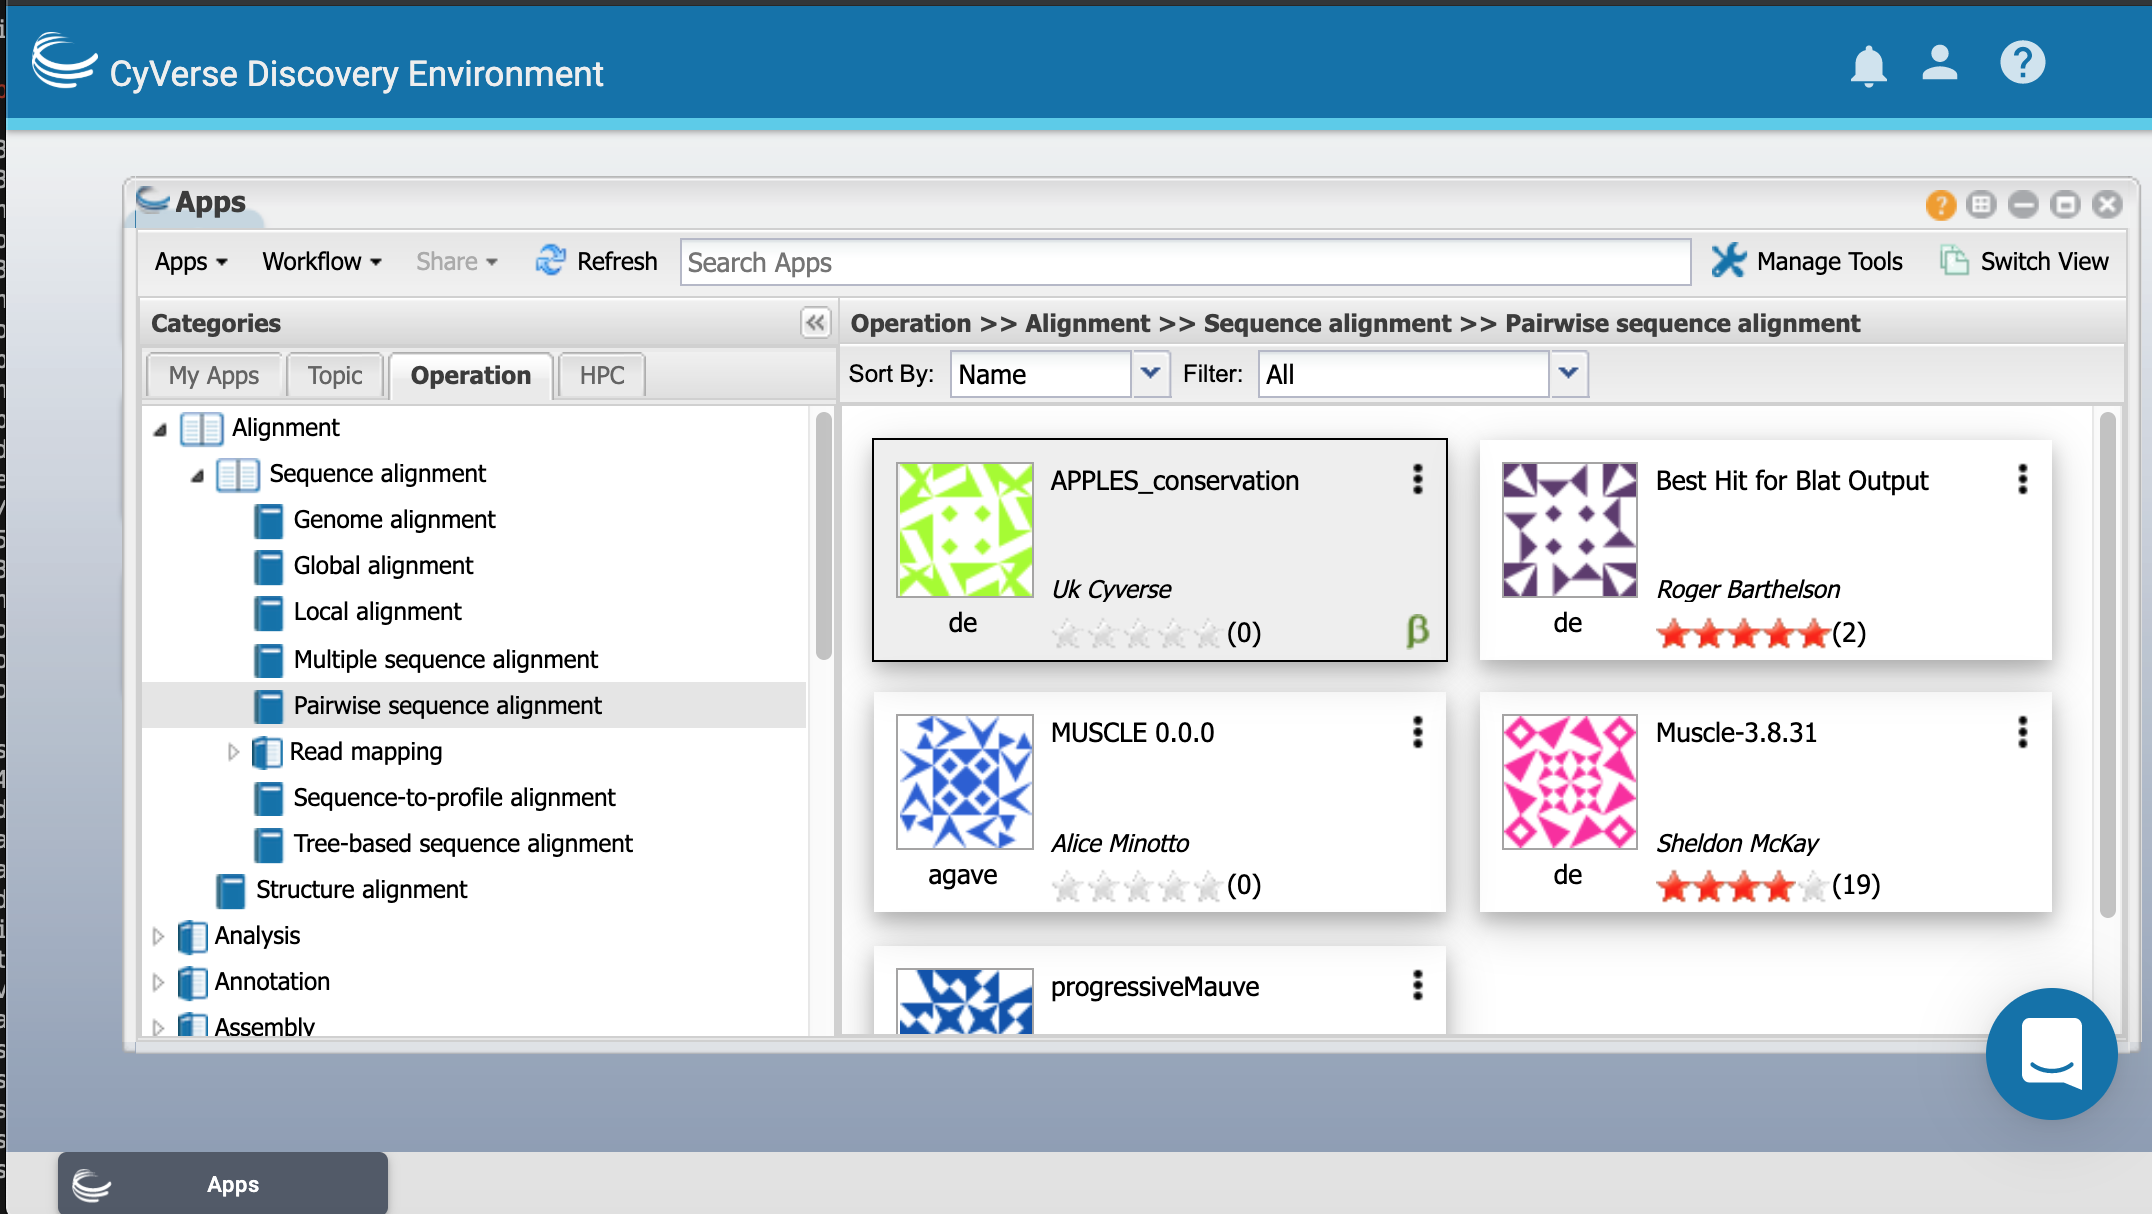 CyVerse Discovery Environment
?
Apps
?
Apps
Workflow
Share
Refresh
Search Apps
Manage Tools
Switch View
Categories
Operation >> Alignment >> Sequence alignment >> Pairwise sequence alignment
My Apps
Topic
Operation
HPC
Sort By:
Name
Filter:
All
Alignment
Sequence alignment
Genome alignment
Global alignment
Local alignment
Multiple sequence alignment
Pairwise sequence alignment
Read mapping
Sequence-to-profile alignment
Tree-based sequence alignment
Structure alignment
Analysis
Annotation
Assembly
APPLES_conservation
Uk Cyverse
de
(0)
β
Best Hit for Blat Output
Roger Barthelson
de
(2)
MUSCLE 0.0.0
Alice Minotto
agave
(0)
Muscle-3.8.31
Sheldon McKay
de
(19)
progressiveMauve
Apps